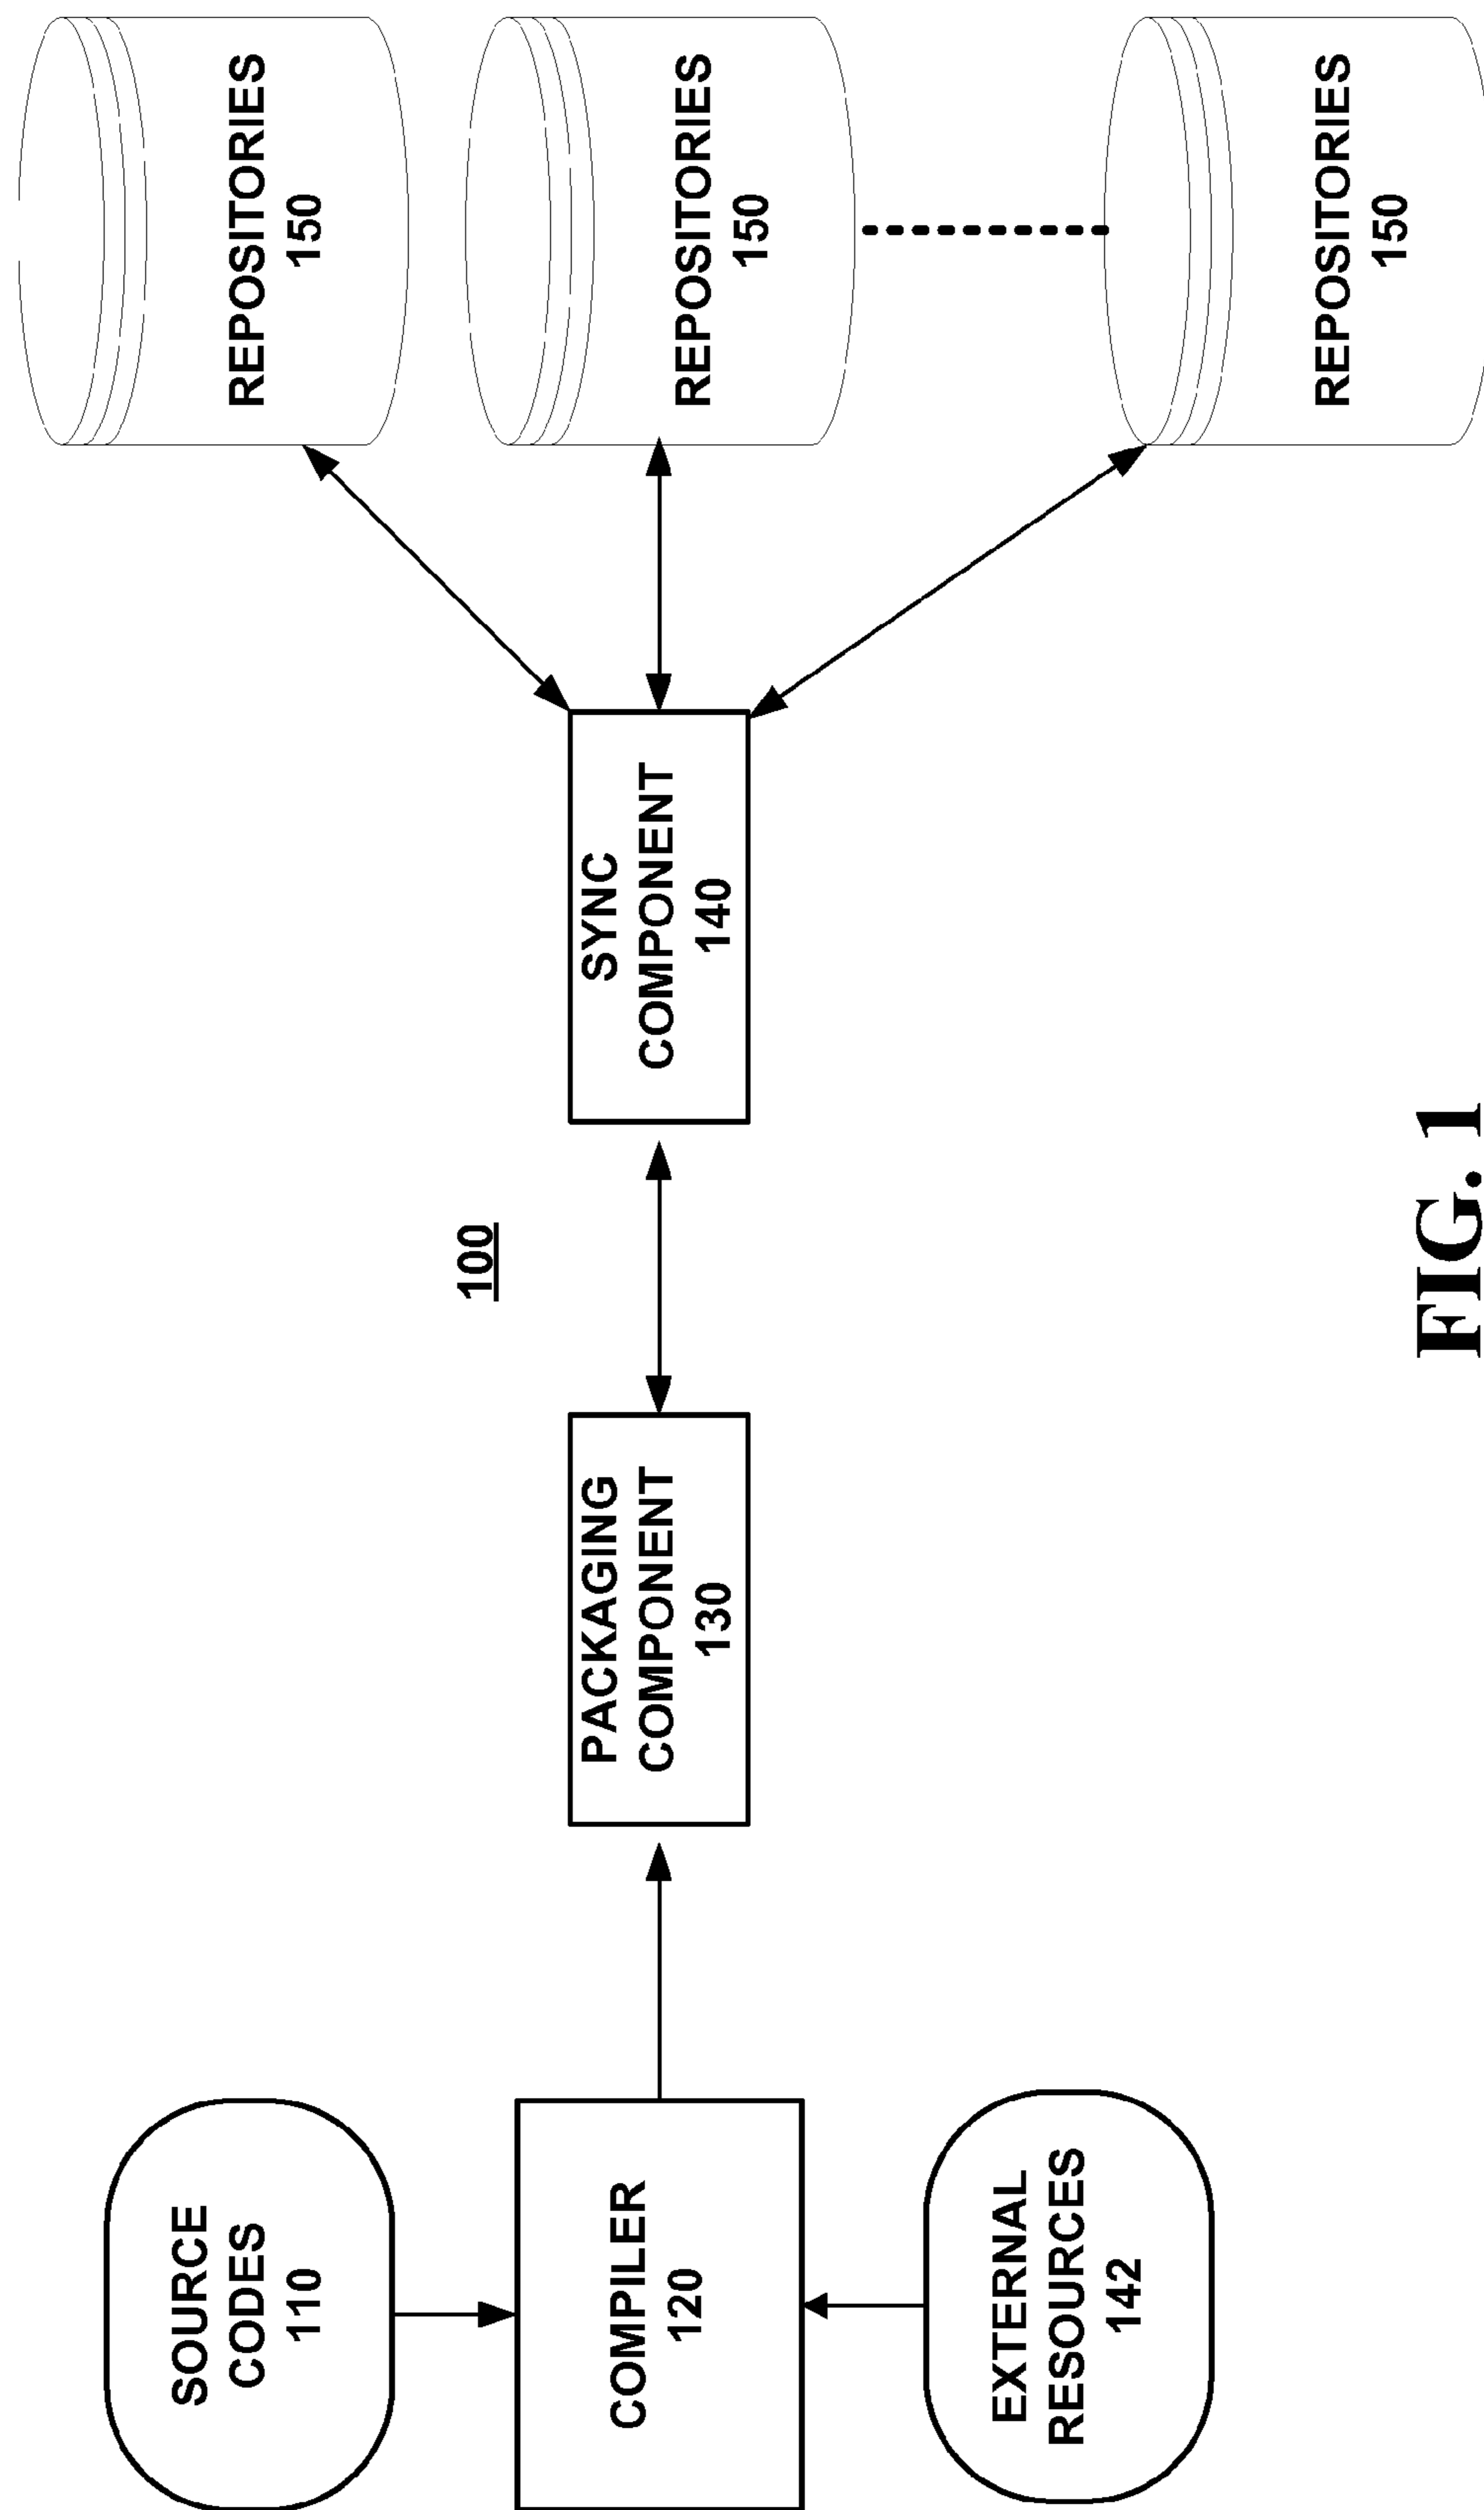 SOURCE
CODES
110
COMPILER
120
EXTERNAL
RESOURCES
142
PACKAGING
COMPONENT
130
100
SYNC
COMPONENT
140
REPOSITORIES
150
REPOSITORIES
150
REPOSITORIES
150
FIG. 1